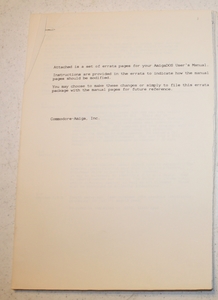 Attached is a set of errata pages for your AmigaDOS User's Manual.
Instructions are provided in the errata to indicate how the manual
pages should be modified.
You may choose to make these changes or simply to file this errata
package with the manual pages for future reference.
Commodore-Amiga, Inc.